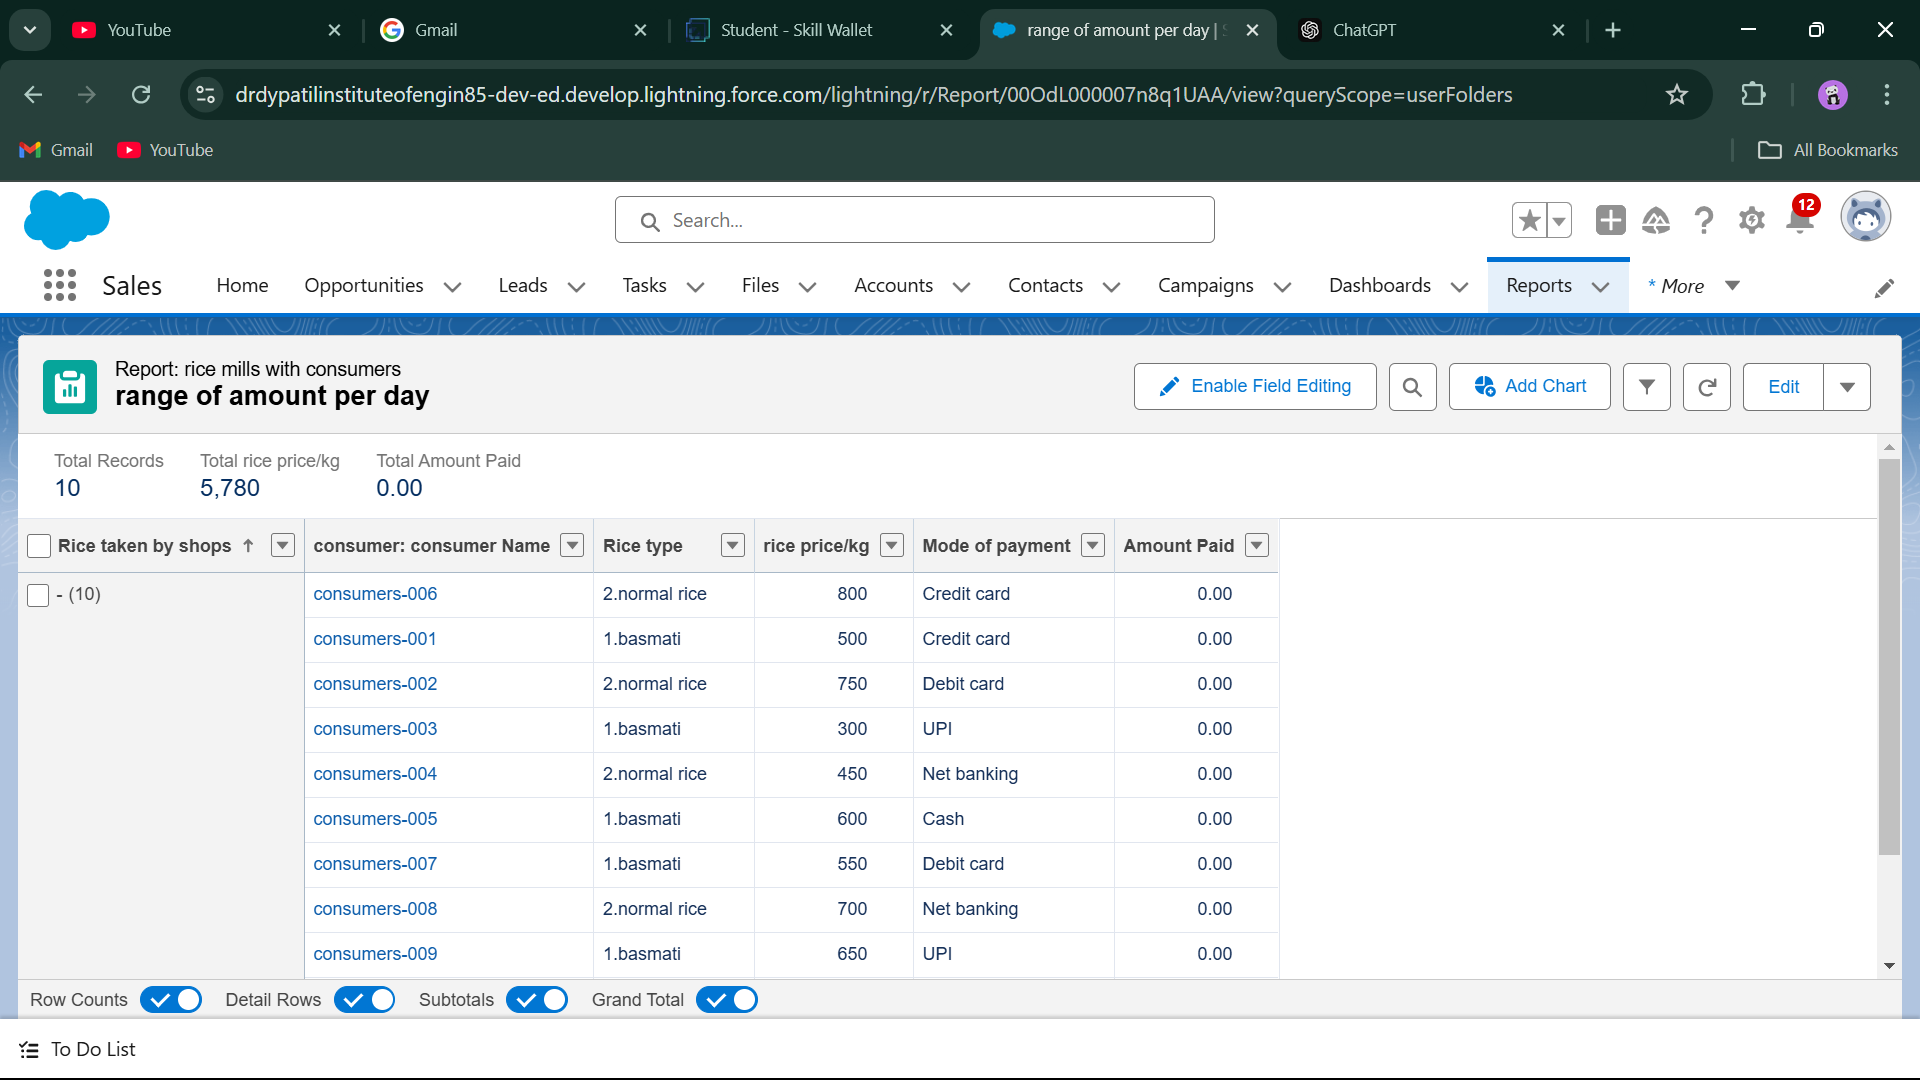 YouTube
Gmail
Student - Skill Wallet
range of amount per day |
ChatGPT
drdypatilinstituteofengin85-dev-ed.develop.lightning.force.com/lightning/r/Report/00OdL000007n8q1UAA/view?queryScope=userFolders
Gmail YouTube All Bookmarks
Search... 12
Sales Home Opportunities Leads Tasks Files Accounts Contacts Campaigns Dashboards Reports * More
Report: rice mills with consumers
range of amount per day
Enable Field Editing Add Chart Edit
Total Records Total rice price/kg Total Amount Paid
10 5,780 0.00
Rice taken by shops ↑ consumer: consumer Name Rice type rice price/kg Mode of payment Amount Paid
- (10) consumers-006 2.normal rice 800 Credit card 0.00
consumers-001 1.basmati 500 Credit card 0.00
consumers-002 2.normal rice 750 Debit card 0.00
consumers-003 1.basmati 300 UPI 0.00
consumers-004 2.normal rice 450 Net banking 0.00
consumers-005 1.basmati 600 Cash 0.00
consumers-007 1.basmati 550 Debit card 0.00
consumers-008 2.normal rice 700 Net banking 0.00
consumers-009 1.basmati 650 UPI 0.00
Row Counts Detail Rows Subtotals Grand Total
To Do List